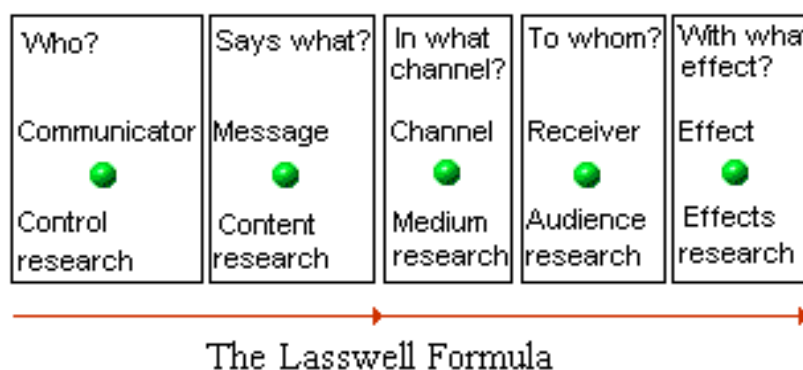 Who?
Communicator
Control
research
Says what?
Message
Content
research
In what
channel?
Channel
Medium
research
To whom?
Receiver
Audience
research
With what
effect?
Effect
Effects
research
The Lasswell Formula